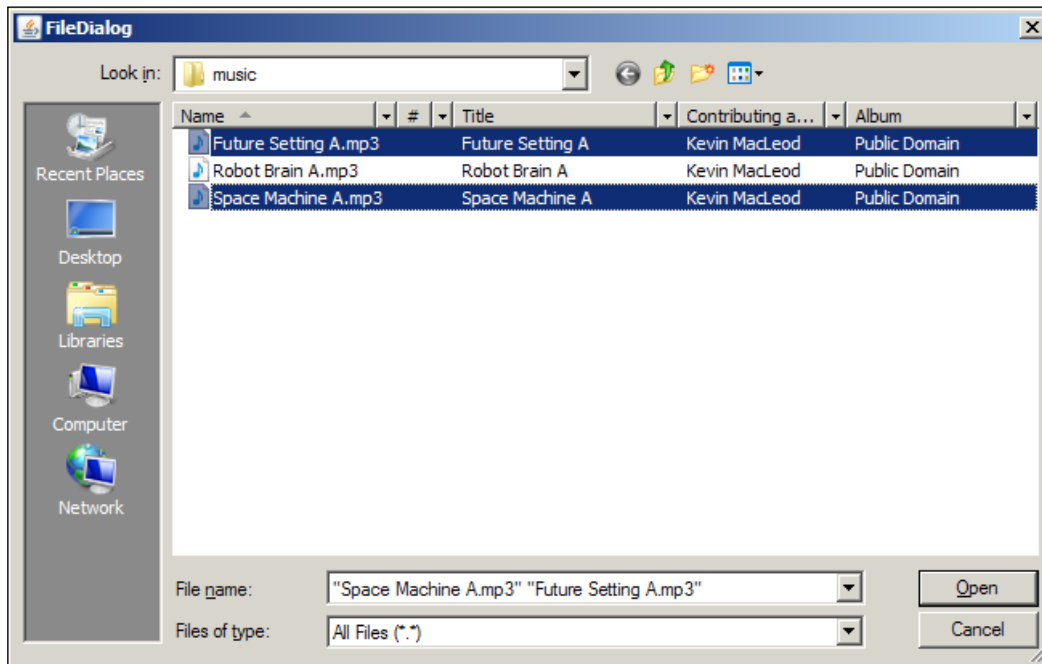 FileDialog
Look in: music
Name # Title Contributing a... Album
Future Setting A.mp3 Future Setting A Kevin MacLeod Public Domain
Robot Brain A.mp3 Robot Brain A Kevin MacLeod Public Domain
Space Machine A.mp3 Space Machine A Kevin MacLeod Public Domain
Recent Places
Desktop
Libraries
Computer
Network
File name: "Space Machine A.mp3" "Future Setting A.mp3" Open
Files of type: All Files (*.*) Cancel